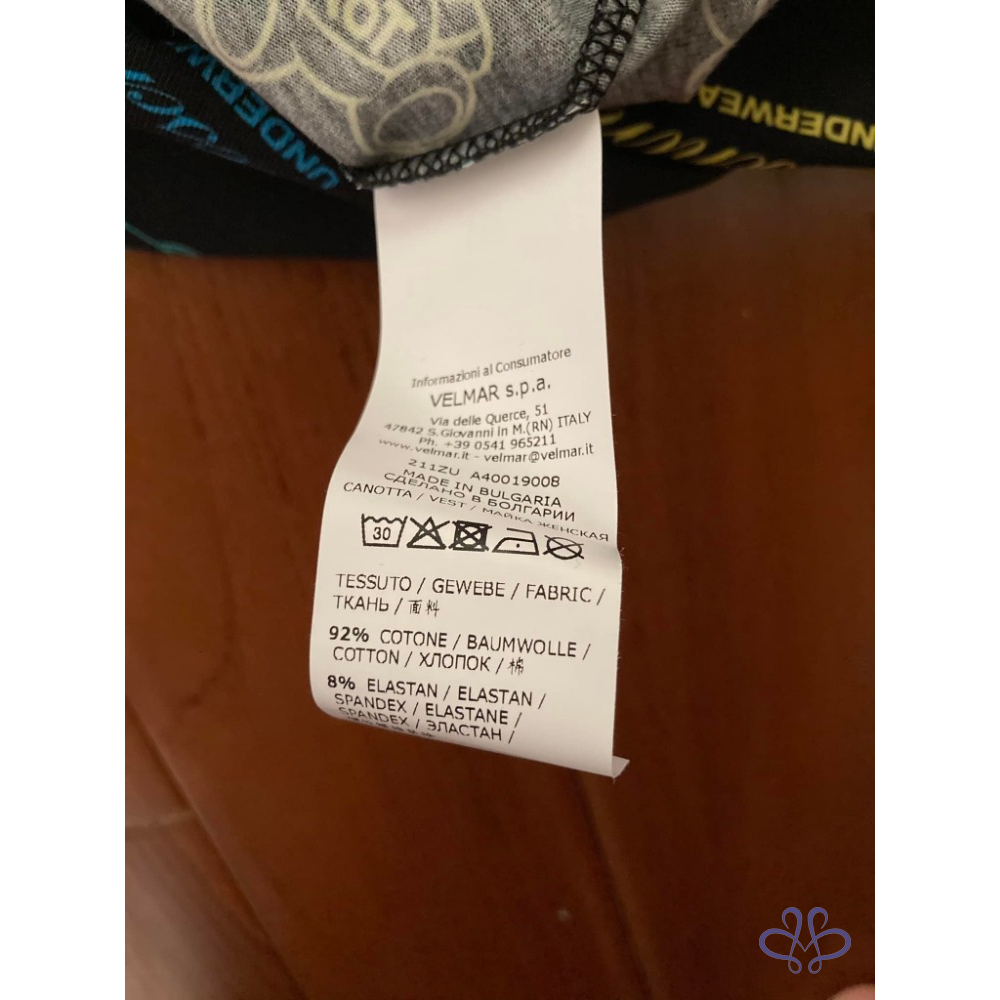 TOY
UNDERWEA
UNDERW
Informazioni al Consumatore
VELMAR s.p.a.
Via delle Querce, 51
47842 S.Giovanni in M.(RN) ITALY
Ph. +39 0541 965211
www.velmar.it - velmar@velmar.it
211ZU A40019008
MADE IN BULGARIA
СДЕЛАНО В БОЛГАРИИ
CANOTTA / VEST / МАЙКА ЖЕНСКАЯ
30
TESSUTO / GEWEBE / FABRIC /
ТКАНЬ / 面料
92% COTONE / BAUMWOLLE /
COTTON / ХЛОПОК / 棉
8% ELASTAN / ELASTAN /
SPANDEX / ELASTANE /
SPANDEX / ЭЛАСТАН /